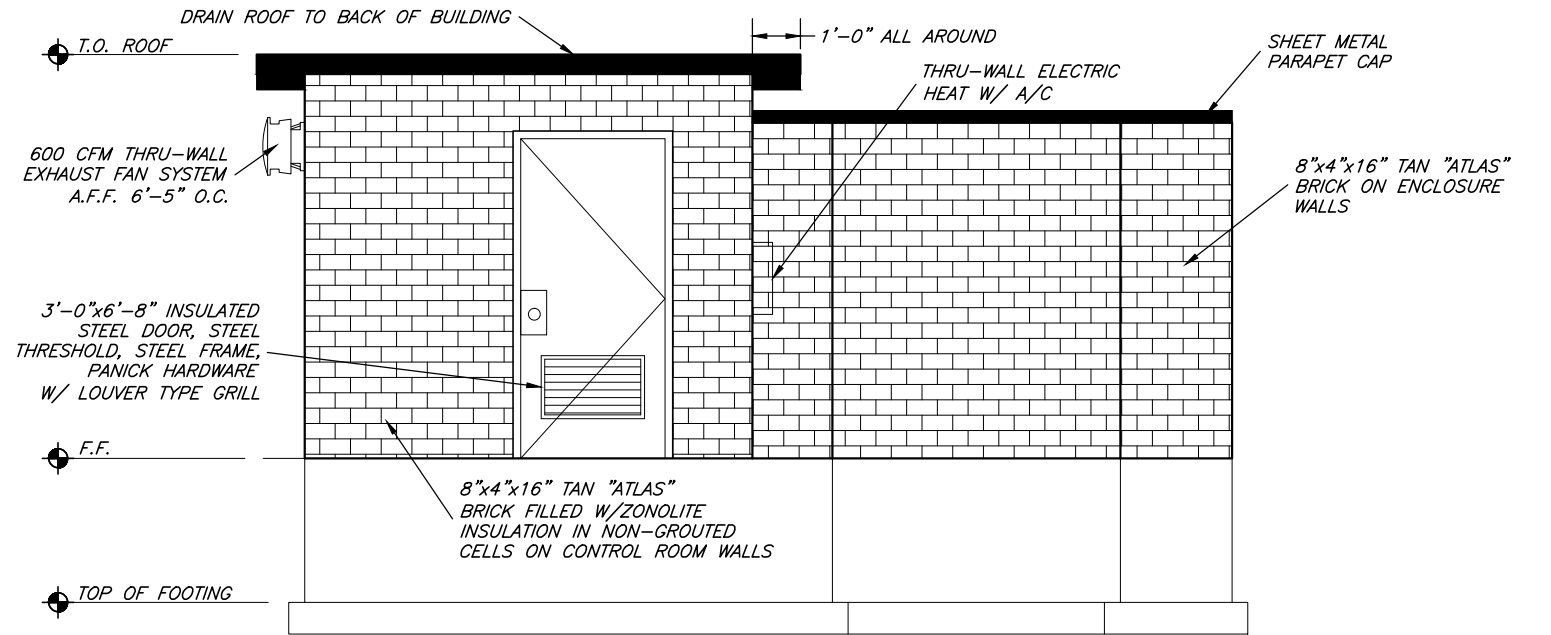 DRAIN ROOF TO BACK OF BUILDING
T.O. ROOF
1'-0" ALL AROUND
SHEET METAL
PARAPET CAP
THRU-WALL ELECTRIC
HEAT W/ A/C
600 CFM THRU-WALL
EXHAUST FAN SYSTEM
A.F.F. 6'-5" O.C.
8"x4"x16" TAN "ATLAS"
BRICK ON ENCLOSURE
WALLS
3'-0"x6'-8" INSULATED
STEEL DOOR, STEEL
THRESHOLD, STEEL FRAME,
PANICK HARDWARE
W/ LOUVER TYPE GRILL
F.F.
8"x4"x16" TAN "ATLAS"
BRICK FILLED W/ZONOLITE
INSULATION IN NON-GROUTED
CELLS ON CONTROL ROOM WALLS
TOP OF FOOTING